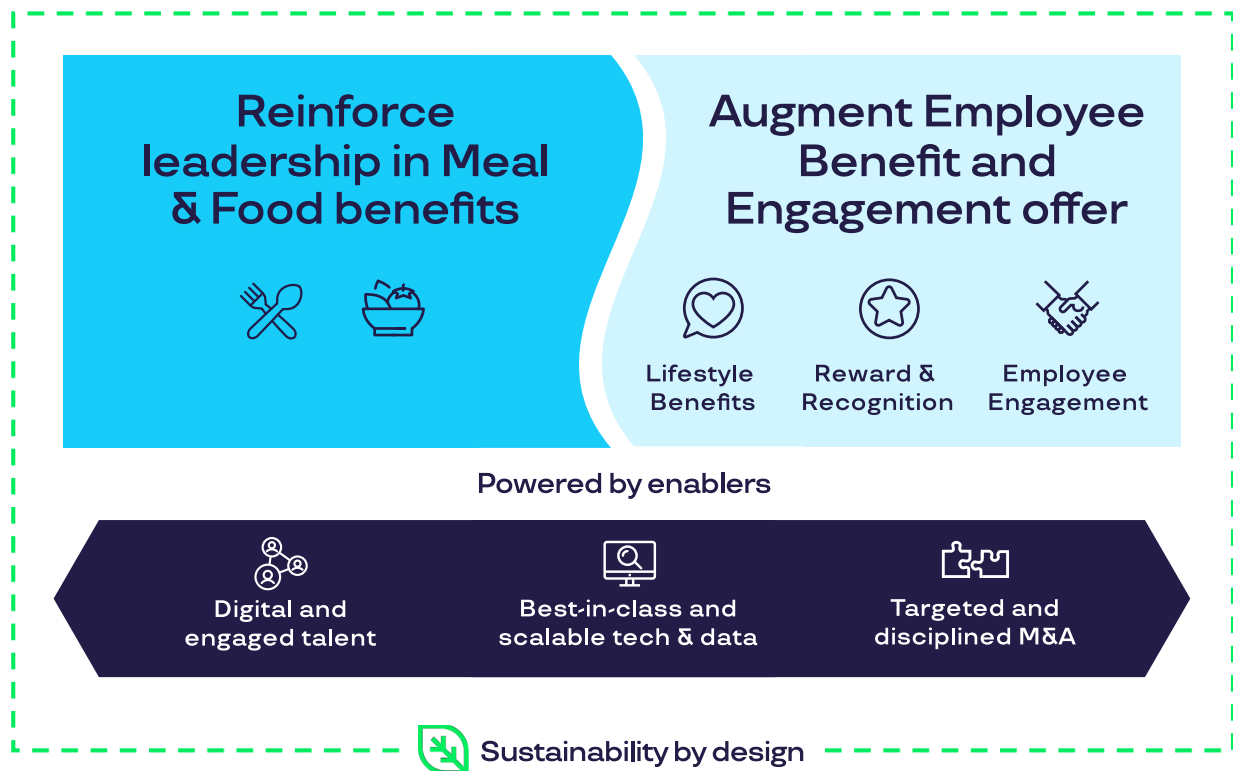 Reinforce
leadership in Meal
& Food benefits
Augment Employee
Benefit and
Engagement offer
Lifestyle
Benefits
Reward &
Recognition
Employee
Engagement
Powered by enablers
Digital and
engaged talent
Best-in-class and
scalable tech & data
Targeted and
disciplined M&A
Sustainability by design